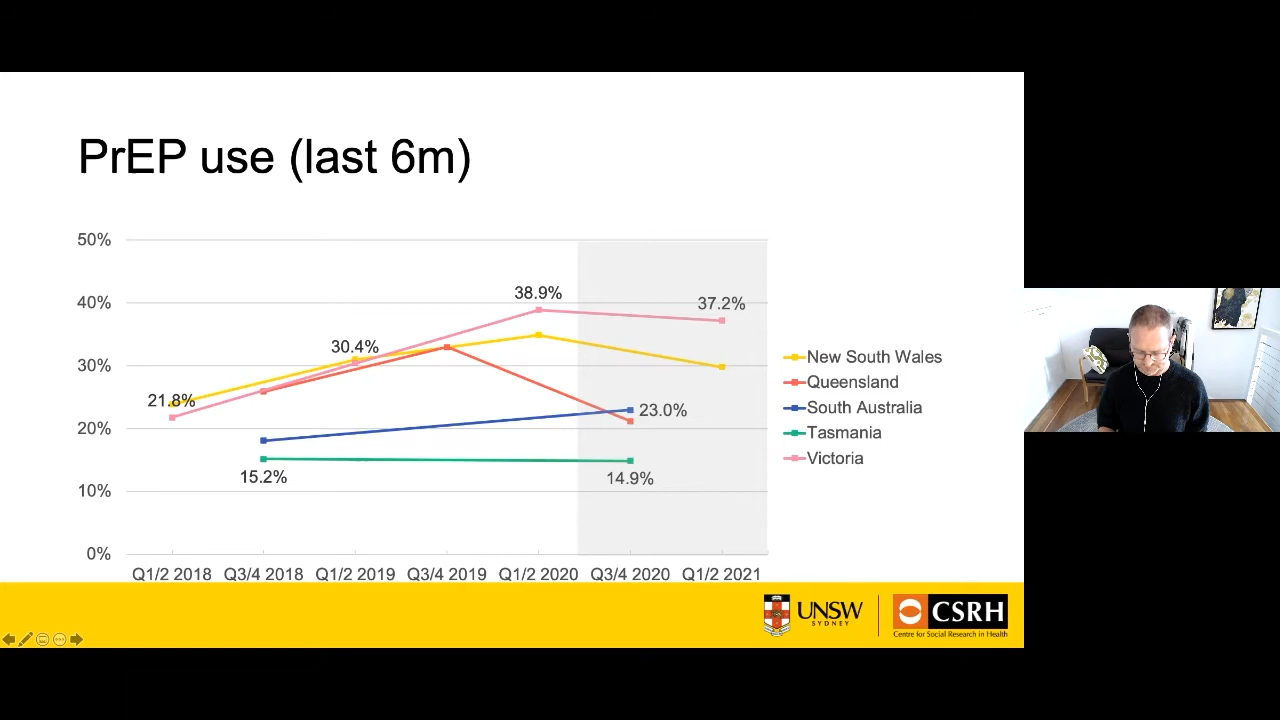 PrEP use (last 6m)
50%
40%
30%
20%
10%
0%
21.8%
30.4%
38.9%
37.2%
23.0%
15.2%
14.9%
Q1/2 2018 Q3/4 2018 Q1/2 2019 Q3/4 2019 Q1/2 2020 Q3/4 2020 Q1/2 2021
New South Wales
Queensland
South Australia
Tasmania
Victoria
UNSW
SYDNEY
CSRH
Centre for Social Research in Health